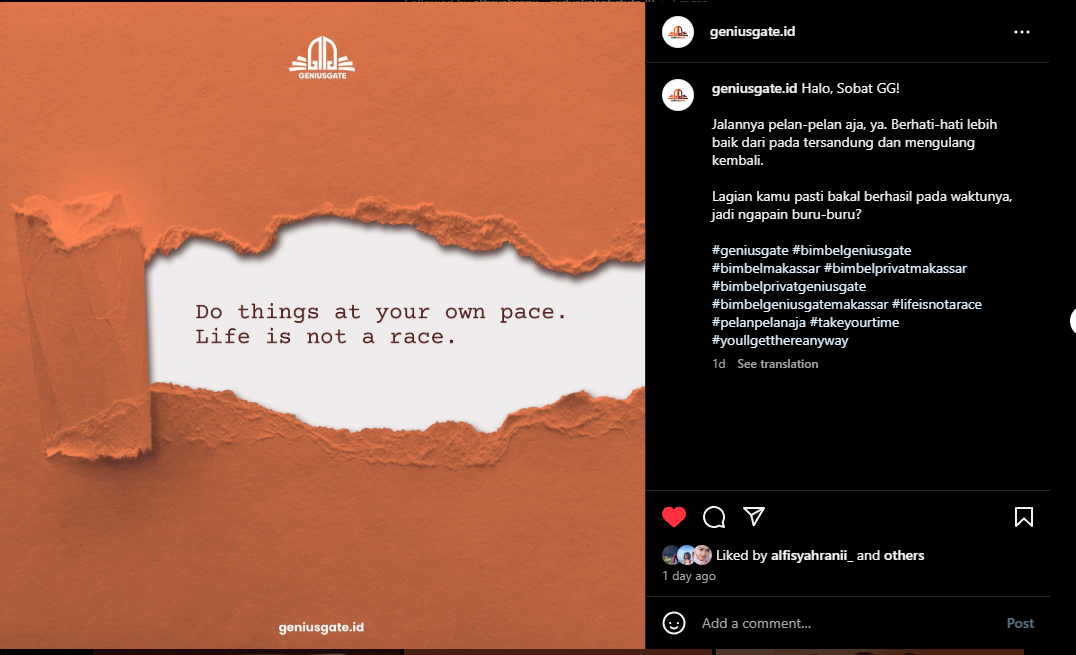 GENIUSGATE
Do things at your own pace.
Life is not a race.
geniusgate.id
geniusgate.id
geniusgate.id Halo, Sobat GG!
Jalannya pelan-pelan aja, ya. Berhati-hati lebih
baik dari pada tersandung dan mengulang
kembali.
Lagian kamu pasti bakal berhasil pada waktunya,
jadi ngapain buru-buru?
#geniusgate #bimbelgeniusgate
#bimbelmakassar #bimbelprivatmakassar
#bimbelprivatgeniusgate
#bimbelgeniusgatemakassar #lifeisnotarace
#pelanpelanaja #takeyourtime
#youllgetthereanyway
1d See translation
Liked by alfisyahranii_ and others
1 day ago
Add a comment...
Post